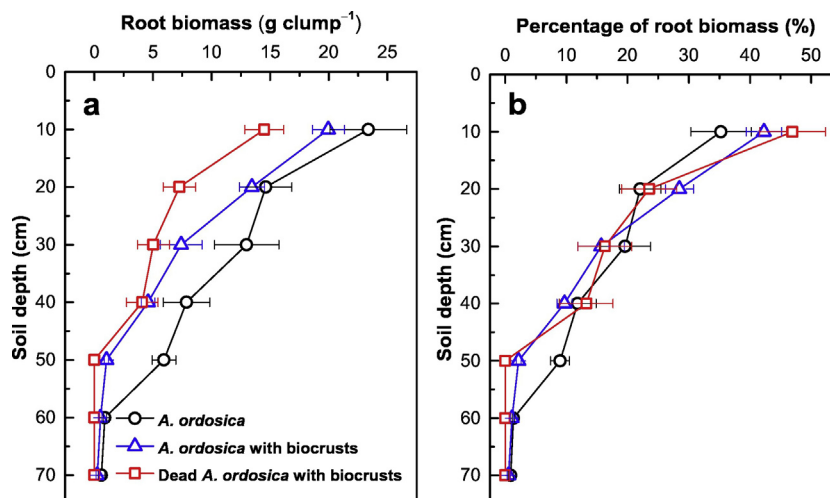 Root biomass (g clump⁻¹)
0 5 10 15 20 25
0
10
20
30
40
50
60
70
Soil depth (cm)
a
A. ordosica
A. ordosica with biocrusts
Dead A. ordosica with biocrusts
Percentage of root biomass (%)
0 10 20 30 40 50
0
10
20
30
40
50
60
70
Soil depth (cm)
b